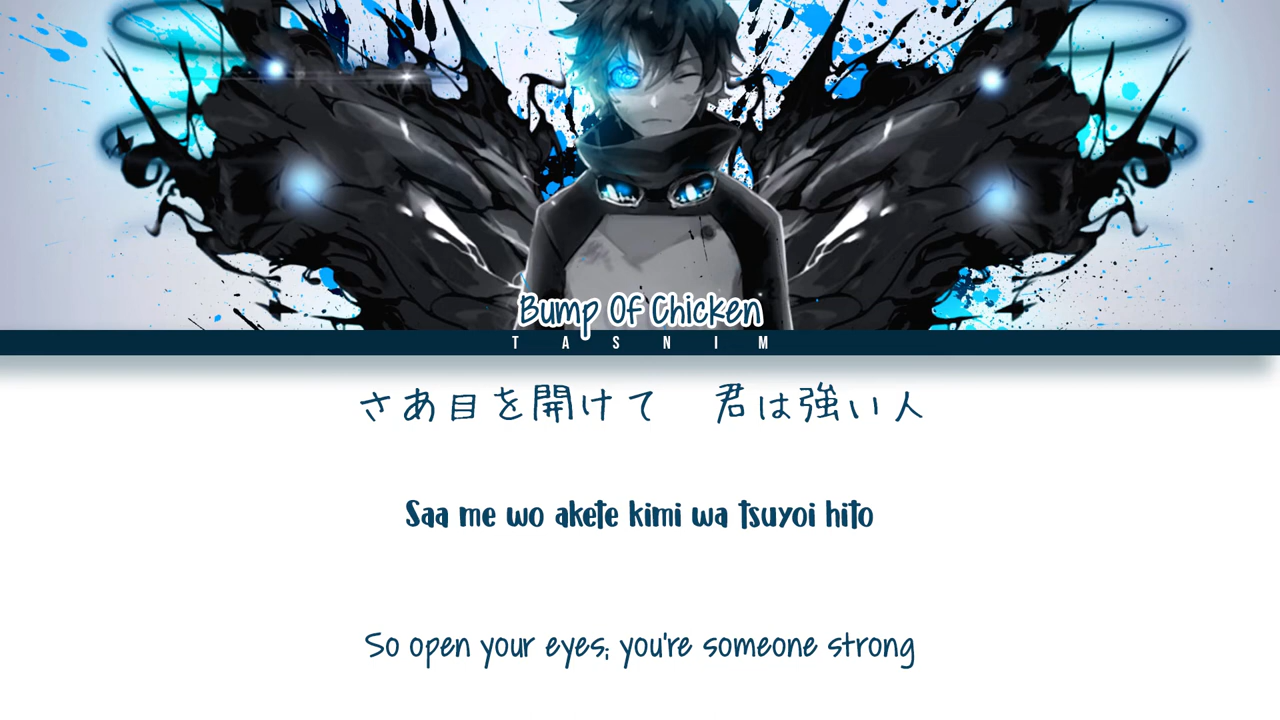 Bump Of Chicken
TASNIM
さあ目を開けて　君は強い人
Saa me wo akete kimi wa tsuyoi hito
So open your eyes; you're someone strong